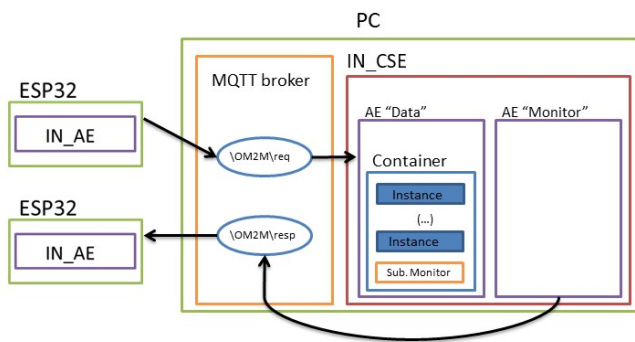 PC
IN_CSE
MQTT broker
ESP32
IN_AE
AE “Data”
AE “Monitor”
\OM2M\req
Container
Instance
(...)
Instance
Sub. Monitor
ESP32
IN_AE
\OM2M\resp